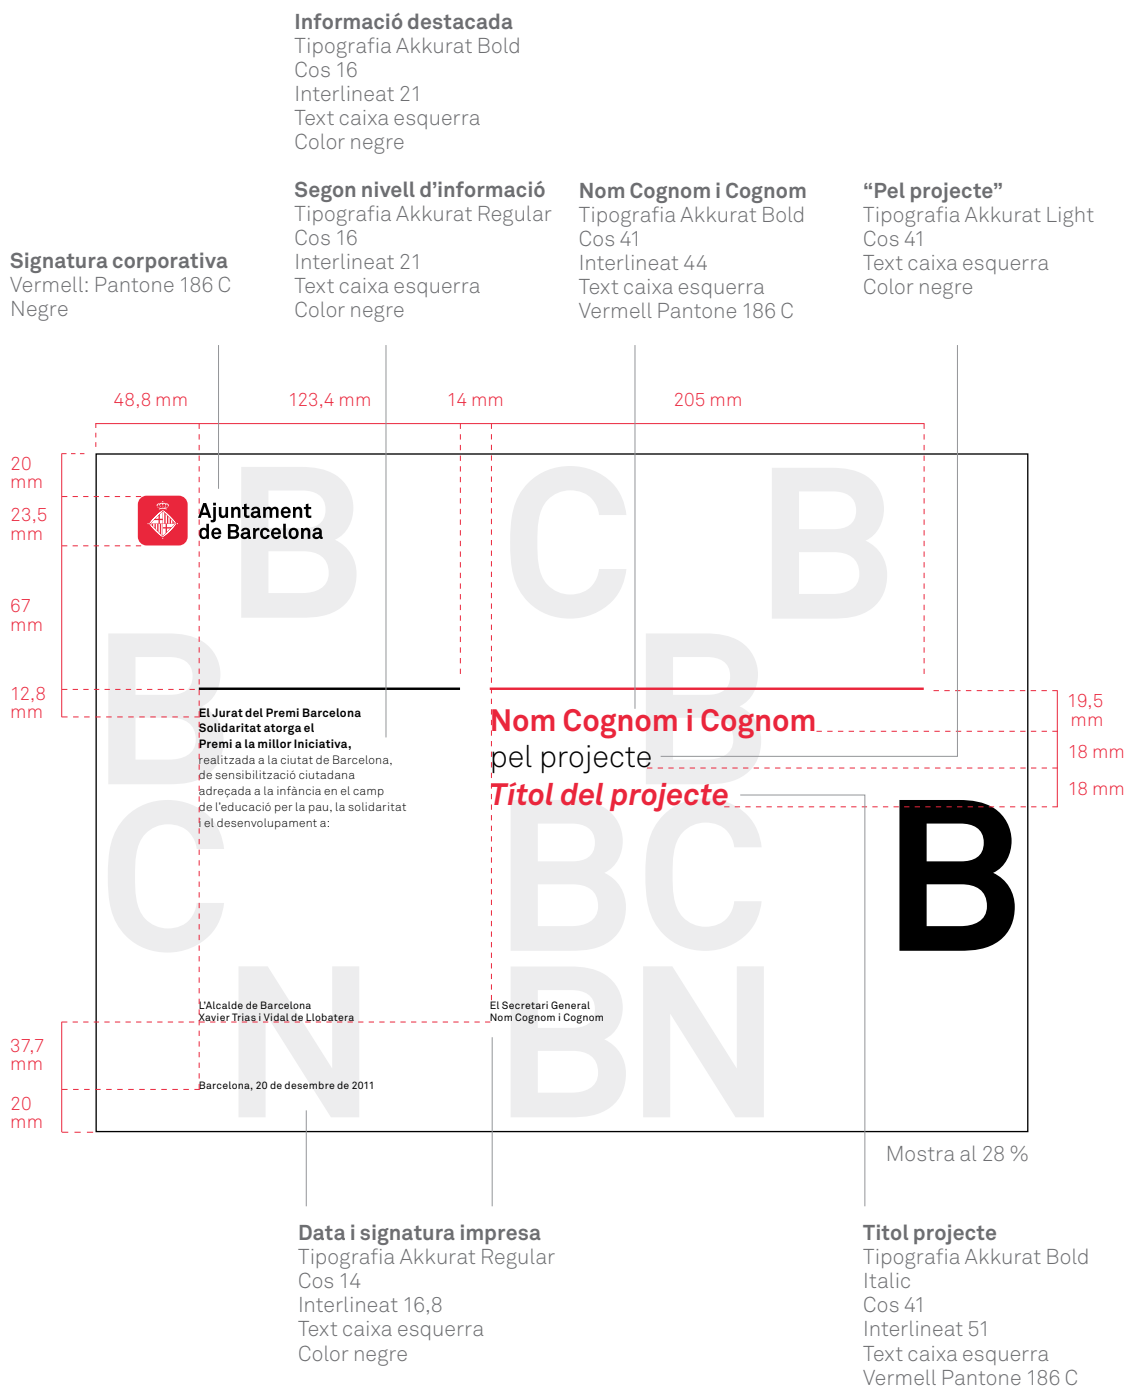 Informació destacada
Tipografia Akkurat Bold
Cos 16
Interlineat 21
Text caixa esquerra
Color negre
Signatura corporativa
Vermell: Pantone 186 C
Negre
Segon nivell d’informació
Tipografia Akkurat Regular
Cos 16
Interlineat 21
Text caixa esquerra
Color negre
Nom Cognom i Cognom
Tipografia Akkurat Bold
Cos 41
Interlineat 44
Text caixa esquerra
Vermell Pantone 186 C
“Pel projecte”
Tipografia Akkurat Light
Cos 41
Text caixa esquerra
Color negre
48,8 mm
123,4 mm
14 mm
205 mm
20
mm
23,5
mm
67
mm
12,8
mm
37,7
mm
20
mm
B C B
B B
C BC
N BN
B
Ajuntament
de Barcelona
El Jurat del Premi Barcelona
Solidaritat atorga el
Premi a la millor Iniciativa,
realitzada a la ciutat de Barcelona,
de sensibilització ciutadana
adreçada a la infància en el camp
de l’educació per la pau, la solidaritat
i el desenvolupament a:
Nom Cognom i Cognom
pel projecte
Títol del projecte
19,5
mm
18 mm
18 mm
L’Alcalde de Barcelona
Xavier Trias i Vidal de Llobatera
El Secretari General
Nom Cognom i Cognom
Barcelona, 20 de desembre de 2011
Mostra al 28 %
Data i signatura impresa
Tipografia Akkurat Regular
Cos 14
Interlineat 16,8
Text caixa esquerra
Color negre
Titol projecte
Tipografia Akkurat Bold
Italic
Cos 41
Interlineat 51
Text caixa esquerra
Vermell Pantone 186 C